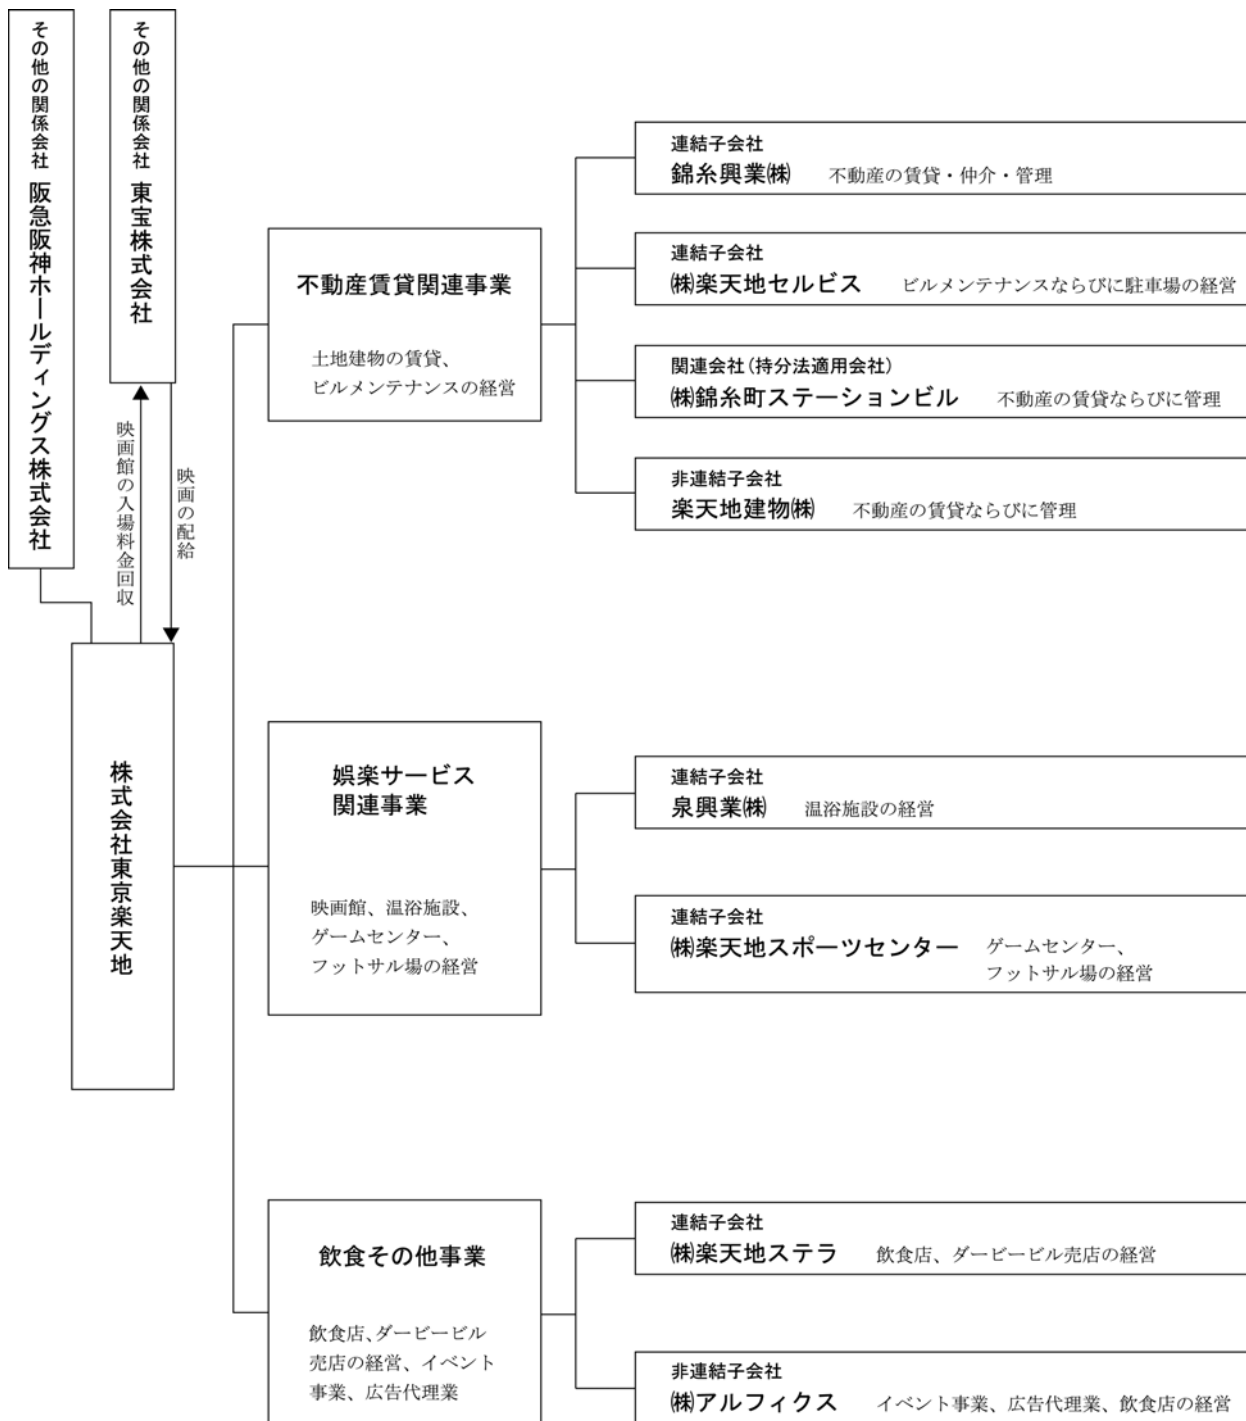 その他の関係会社 阪急阪神ホールディングス株式会社
その他の関係会社 東宝株式会社
映画館の入場料金回収
映画の配給
株式会社東京楽天地
不動産賃貸関連事業
土地建物の賃貸、
ビルメンテナンスの経営
連結子会社
錦糸興業㈱ 不動産の賃貸・仲介・管理
連結子会社
㈱楽天地セルビス ビルメンテナンスならびに駐車場の経営
関連会社(持分法適用会社)
㈱錦糸町ステーションビル 不動産の賃貸ならびに管理
非連結子会社
楽天地建物㈱ 不動産の賃貸ならびに管理
娯楽サービス
関連事業
映画館、温浴施設、
ゲームセンター、
フットサル場の経営
連結子会社
泉興業㈱ 温浴施設の経営
連結子会社
㈱楽天地スポーツセンター ゲームセンター、
フットサル場の経営
飲食その他事業
飲食店、ダービービル
売店の経営、イベント
事業、広告代理業
連結子会社
㈱楽天地ステラ 飲食店、ダービービル売店の経営
非連結子会社
㈱アルフィクス イベント事業、広告代理業、飲食店の経営